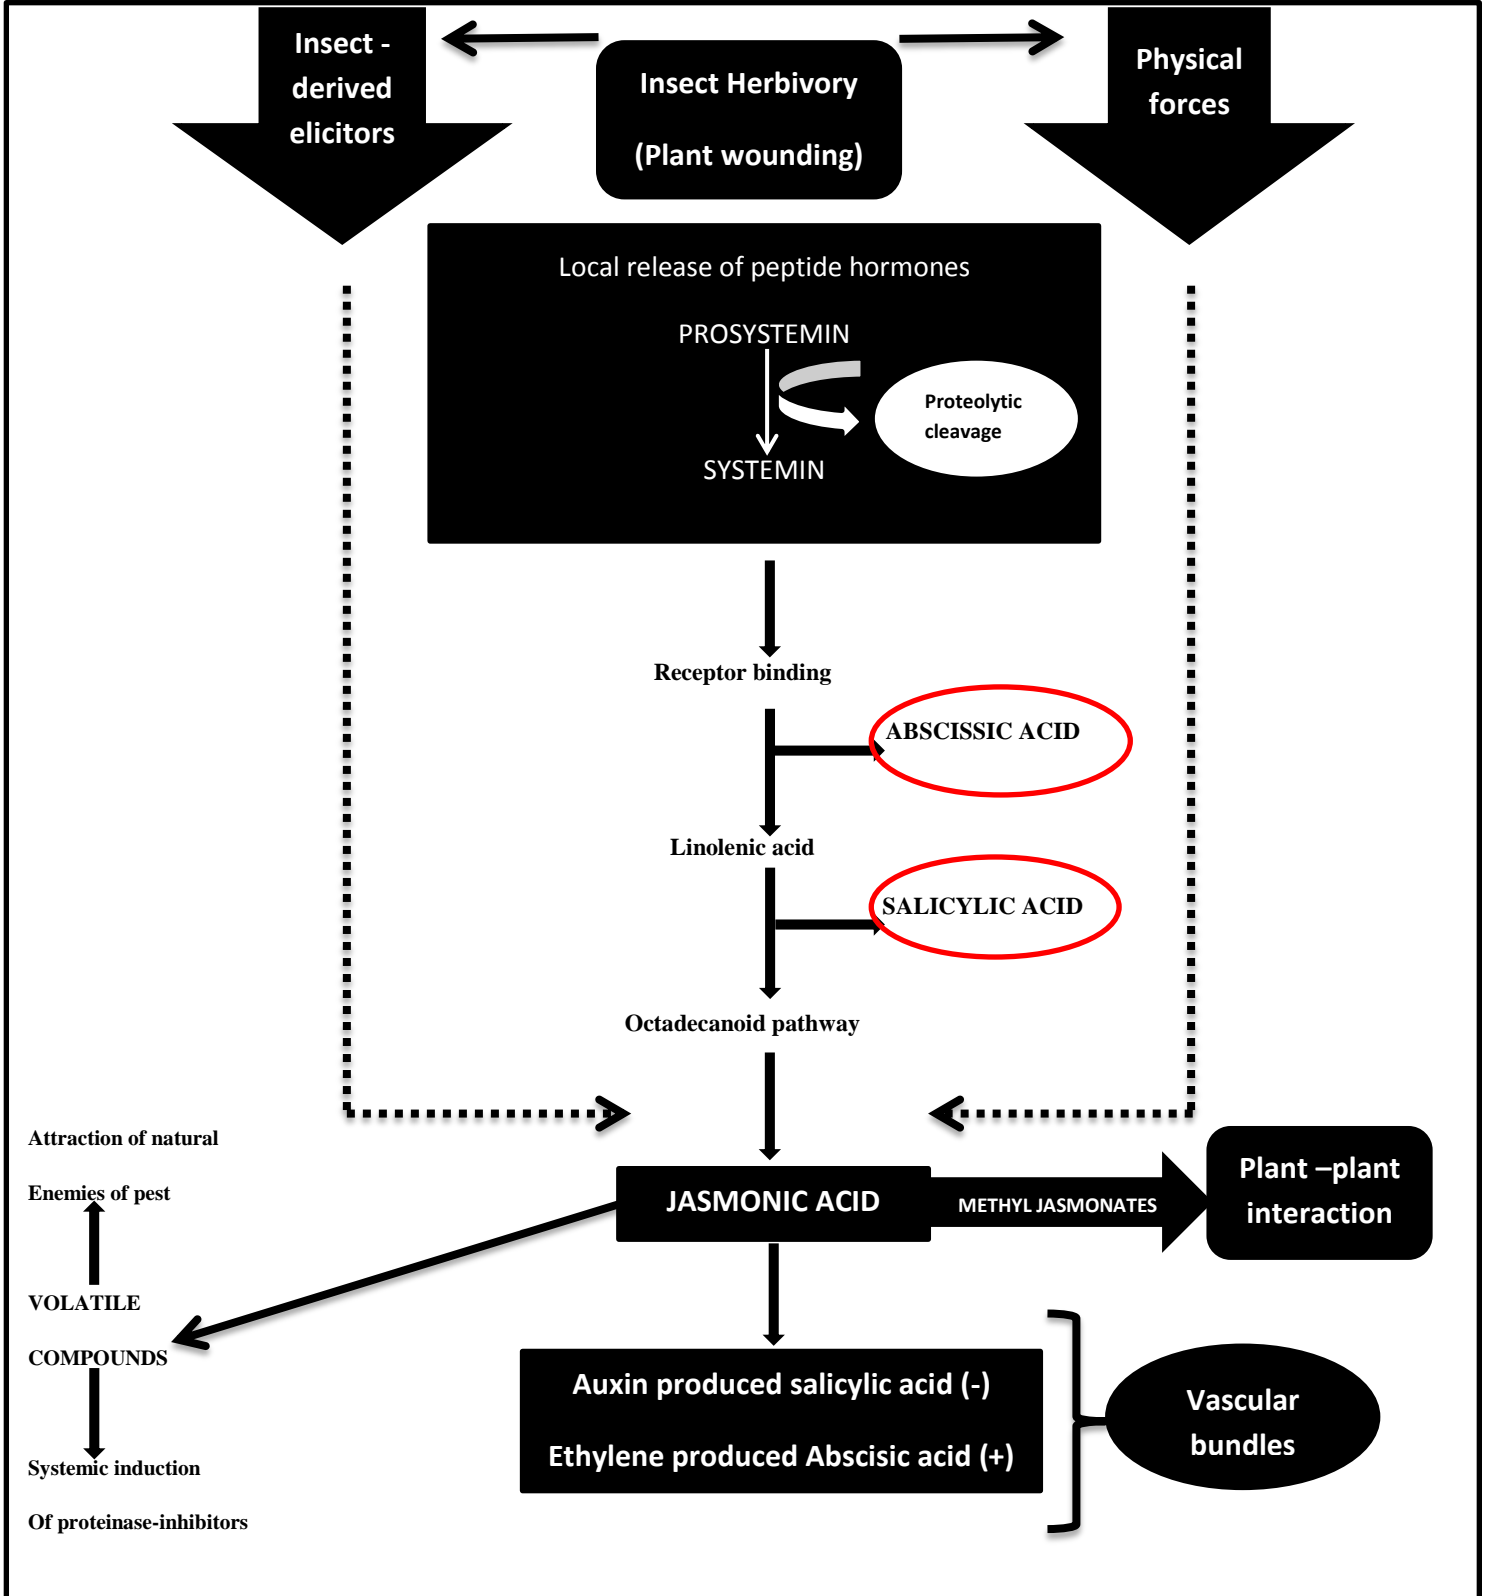 Insect -
derived
elicitors
Insect Herbivory
(Plant wounding)
Physical
forces
Local release of peptide hormones
PROSYSTEMIN
Proteolytic
cleavage
SYSTEMIN
Receptor binding
ABSCISSIC ACID
Linolenic acid
SALICYLIC ACID
Octadecanoid pathway
Attraction of natural
Enemies of pest
JASMONIC ACID
METHYL JASMONATES
Plant –plant
interaction
VOLATILE
COMPOUNDS
Auxin produced salicylic acid (-)
Ethylene produced Abscisic acid (+)
Vascular
bundles
Systemic induction
Of proteinase-inhibitors